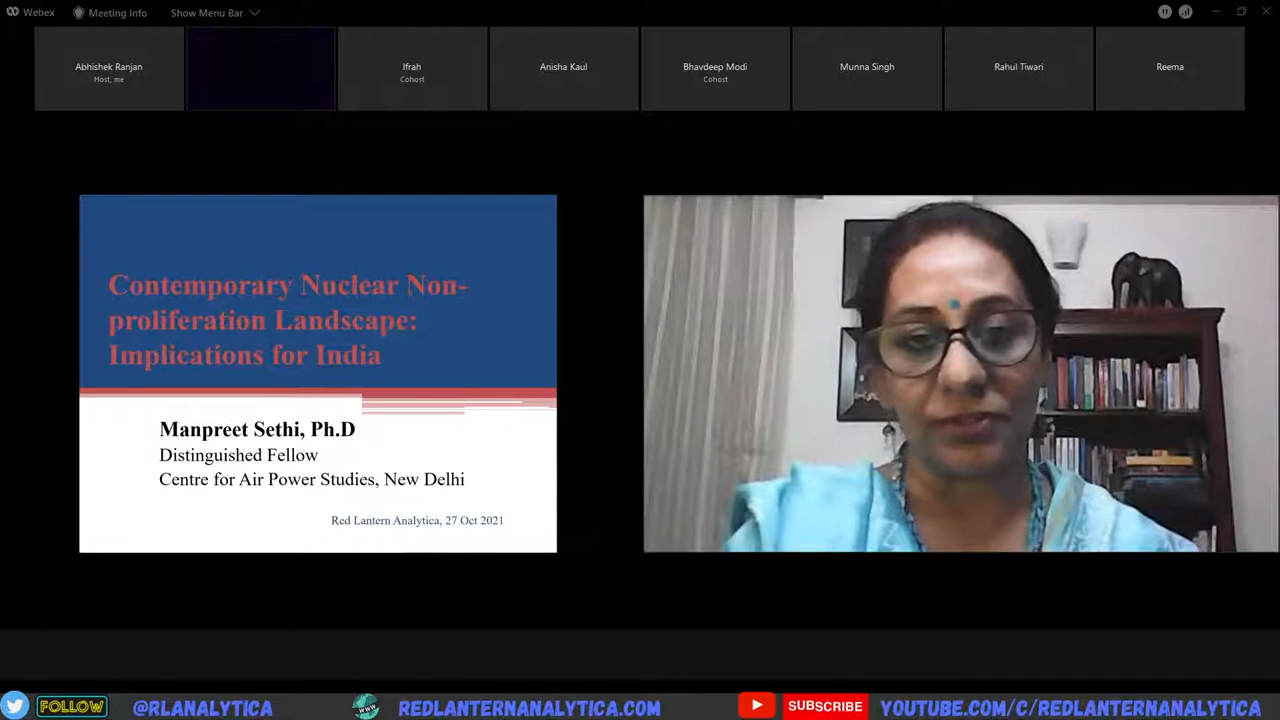 Webex
Meeting Info
Show Menu Bar
Abhishek Ranjan
Host, me
Ifrah
Cohost
Anisha Kaul
Bhavdeep Modi
Cohost
Munna Singh
Rahul Tiwari
Reema
Contemporary Nuclear Non-
proliferation Landscape:
Implications for India
Manpreet Sethi, Ph.D
Distinguished Fellow
Centre for Air Power Studies, New Delhi
Red Lantern Analytica, 27 Oct 2021
FOLLOW
@RLANALYTICA
WWW
REDLANTERNANALYTICA.COM
SUBSCRIBE
YOUTUBE.COM/C/REDLANTERNANALYTICA